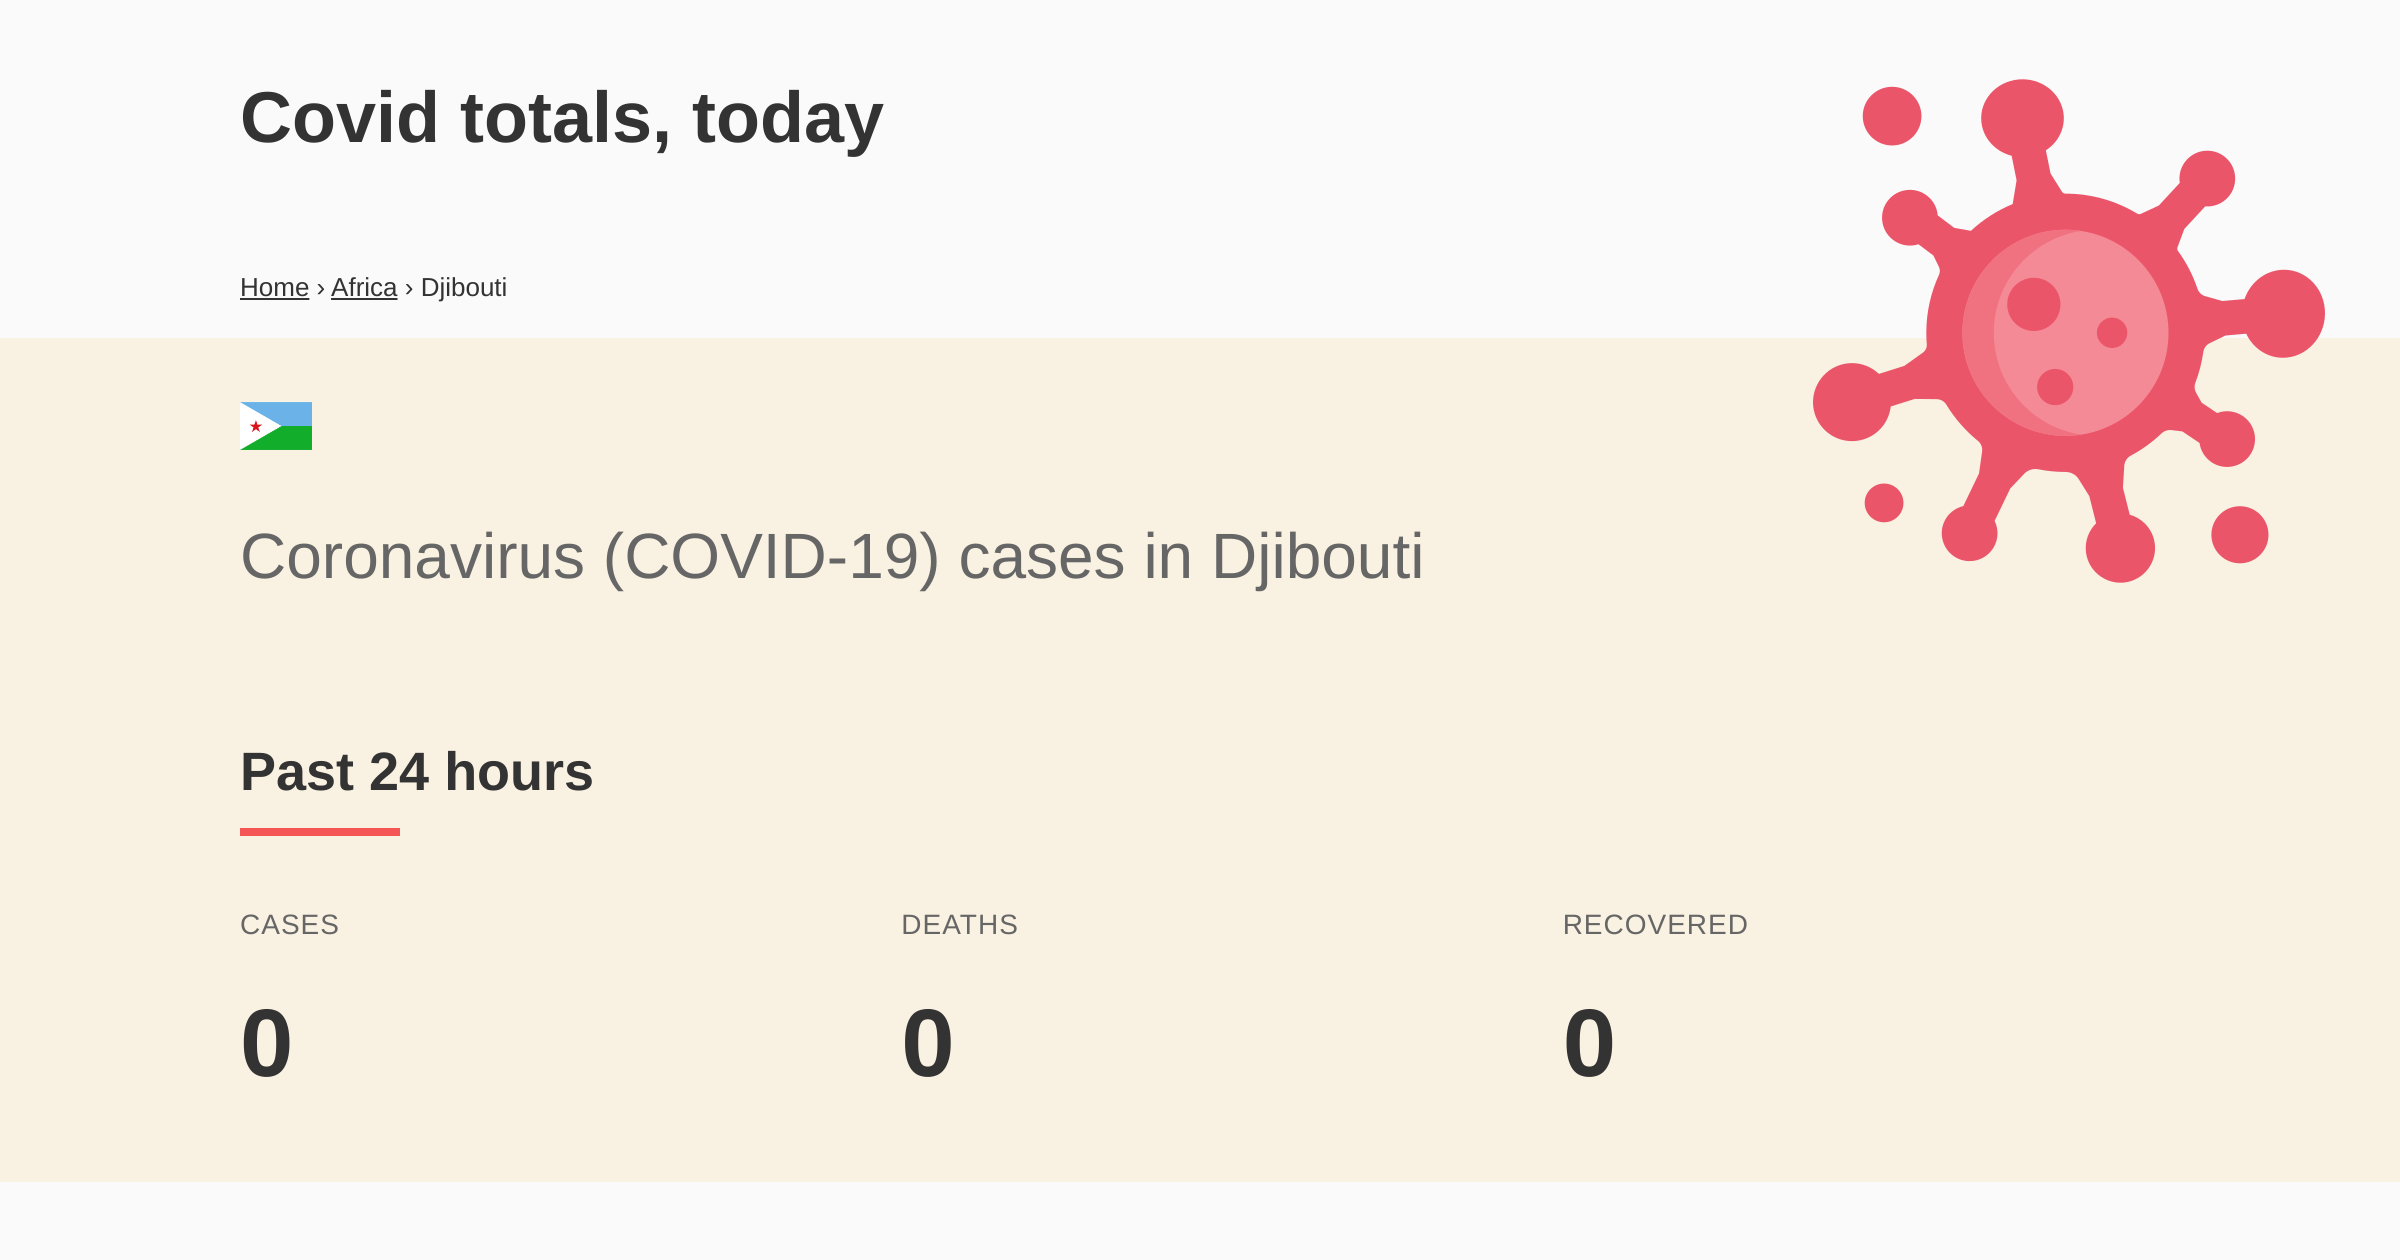 Covid totals, today
Home › Africa › Djibouti
Coronavirus (COVID-19) cases in Djibouti
Past 24 hours
CASES DEATHS RECOVERED
0 0 0